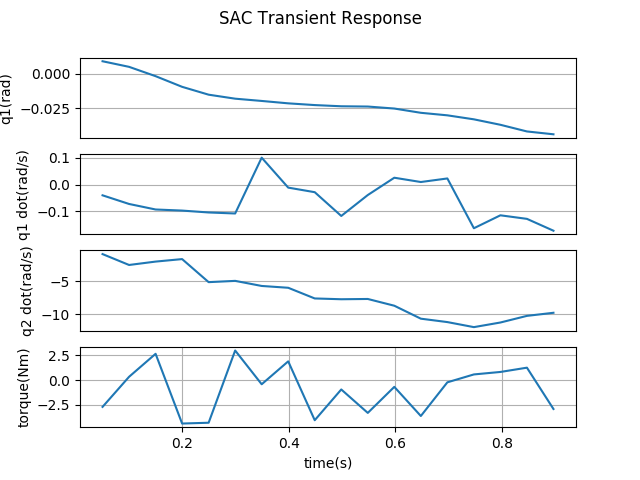 SAC Transient Response
q1(rad)
0.000
−0.025
q1 dot(rad/s)
0.1
0.0
−0.1
q2 dot(rad/s)
−5
−10
torque(Nm)
2.5
0.0
−2.5
0.2 0.4 0.6 0.8
time(s)